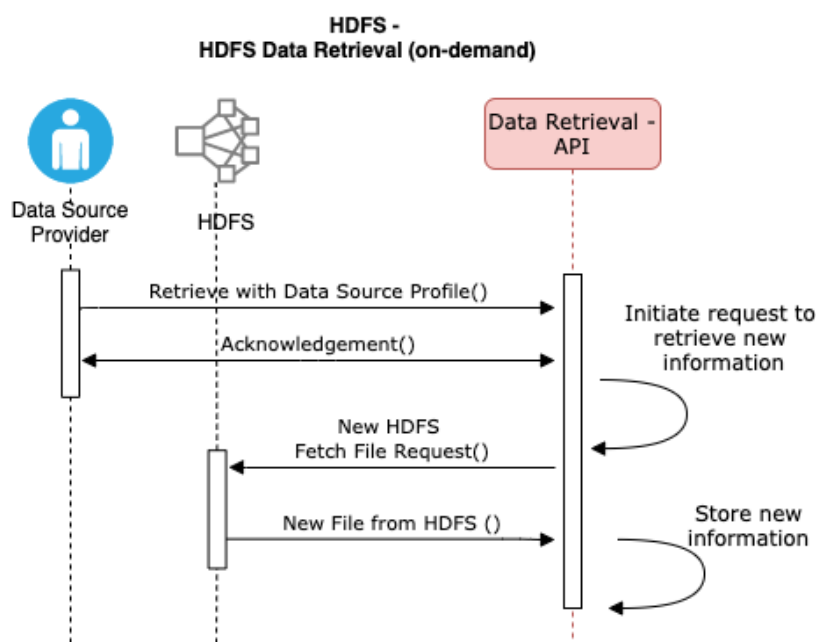 HDFS -
HDFS Data Retrieval (on-demand)
Data Source
Provider
HDFS
Data Retrieval -
API
Retrieve with Data Source Profile()
Acknowledgement()
Initiate request to
retrieve new
information
New HDFS
Fetch File Request()
New File from HDFS ()
Store new
information